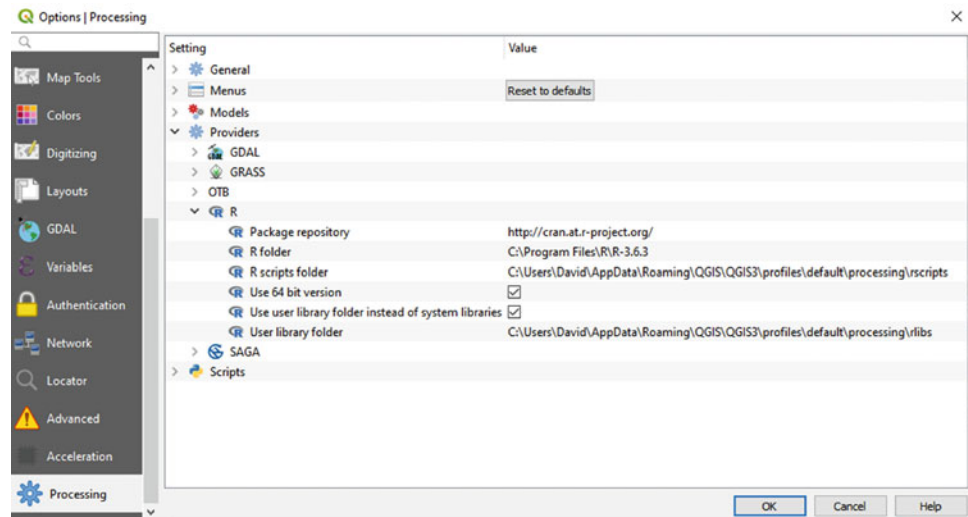 Options | Processing
Setting
Value
Map Tools
Colors
Digitizing
Layouts
GDAL
Variables
Authentication
Network
Locator
Advanced
Acceleration
Processing
General
Menus
Reset to defaults
Models
Providers
GDAL
GRASS
OTB
R
Package repository
http://cran.at.r-project.org/
R folder
C:\Program Files\R\R-3.6.3
R scripts folder
C:\Users\David\AppData\Roaming\QGIS\QGIS3\profiles\default\processing\rscripts
Use 64 bit version
Use user library folder instead of system libraries
User library folder
C:\Users\David\AppData\Roaming\QGIS\QGIS3\profiles\default\processing\rlibs
SAGA
Scripts
OK
Cancel
Help